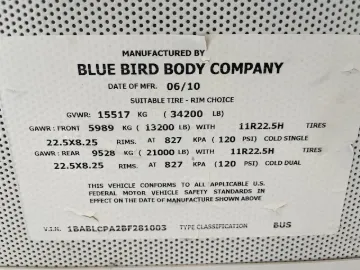 MANUFACTURED BY
BLUE BIRD BODY COMPANY
DATE OF MFR. 06/10
SUITABLE TIRE - RIM CHOICE
GVWR: 15517 KG ( 34200 LB)
GAWR: FRONT 5989 KG ( 13200 LB) WITH 11R22.5H TIRES
22.5X8.25 RIMS. AT 827 KPA ( 120 PSI) COLD SINGLE
GAWR: REAR 9528 KG ( 21000 LB) WITH 11R22.5H TIRES
22.5X8.25 RIMS. AT 827 KPA ( 120 PSI) COLD DUAL
THIS VEHICLE CONFORMS TO ALL APPLICABLE U.S.
FEDERAL MOTOR VEHICLE SAFETY STANDARDS IN
EFFECT ON THE DATE OF MANUFACTURE SHOWN ABOVE
V.I.N. 1BABLCPA2BF281003 TYPE CLASSIFICATION BUS